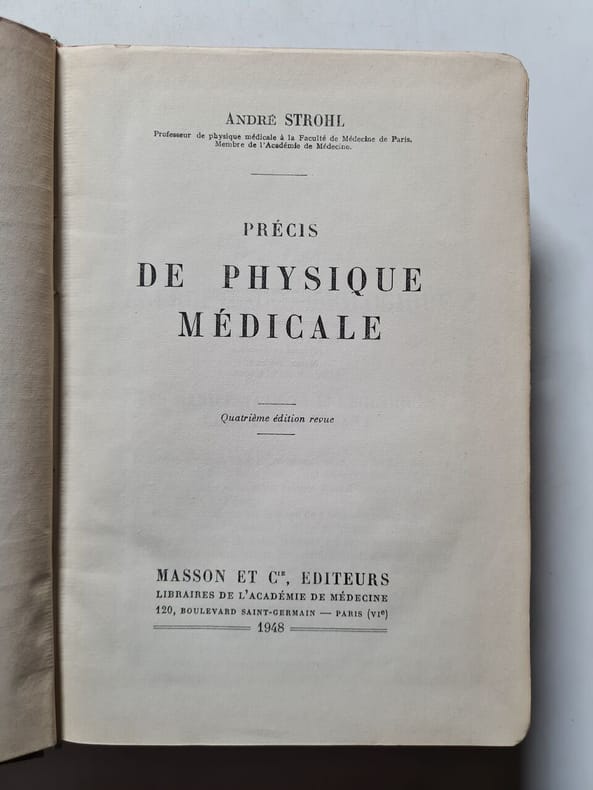 ANDRÉ STROHL
Professeur de physique médicale à la Faculté de Médecine de Paris.
Membre de l'Académie de Médecine.
PRÉCIS
DE PHYSIQUE
MÉDICALE
Quatrième édition revue
MASSON ET Cᴵᴱ, EDITEURS
LIBRAIRES DE L'ACADÉMIE DE MÉDECINE
120, BOULEVARD SAINT-GERMAIN — PARIS (VIᵉ)
1948